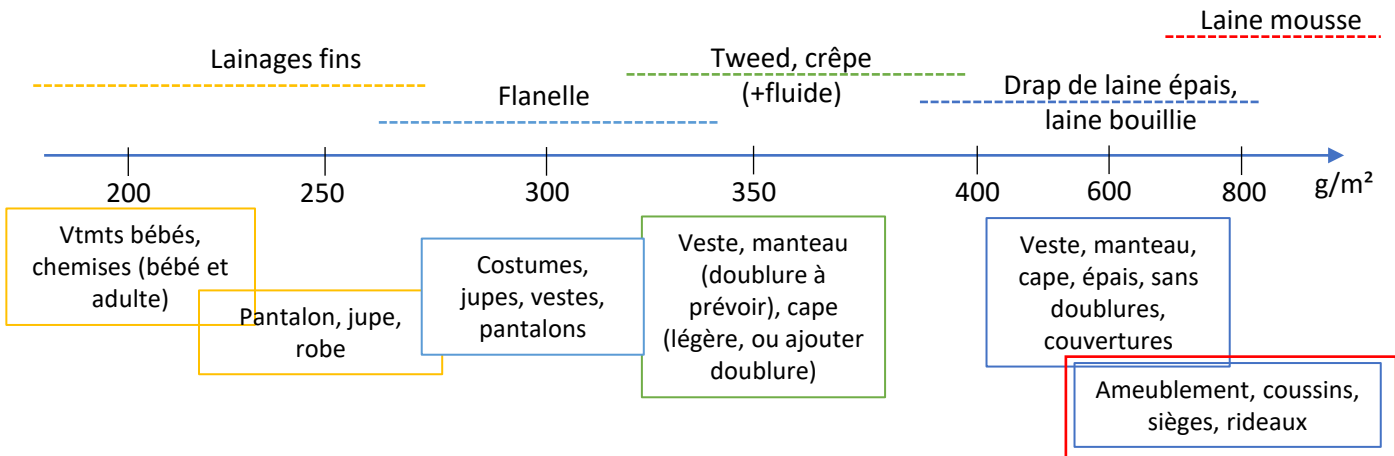 Laine mousse
Lainages fins
Tweed, crêpe
(+fluide)
Flanelle
Drap de laine épais,
laine bouillie
200
250
300
350
400
600
800
g/m²
Vtmts bébés,
chemises (bébé et
adulte)
Pantalon, jupe,
robe
Costumes,
jupes, vestes,
pantalons
Veste, manteau
(doublure à
prévoir), cape
(légère, ou ajouter
doublure)
Veste, manteau,
cape, épais, sans
doublures,
couvertures
Ameublement, coussins,
sièges, rideaux